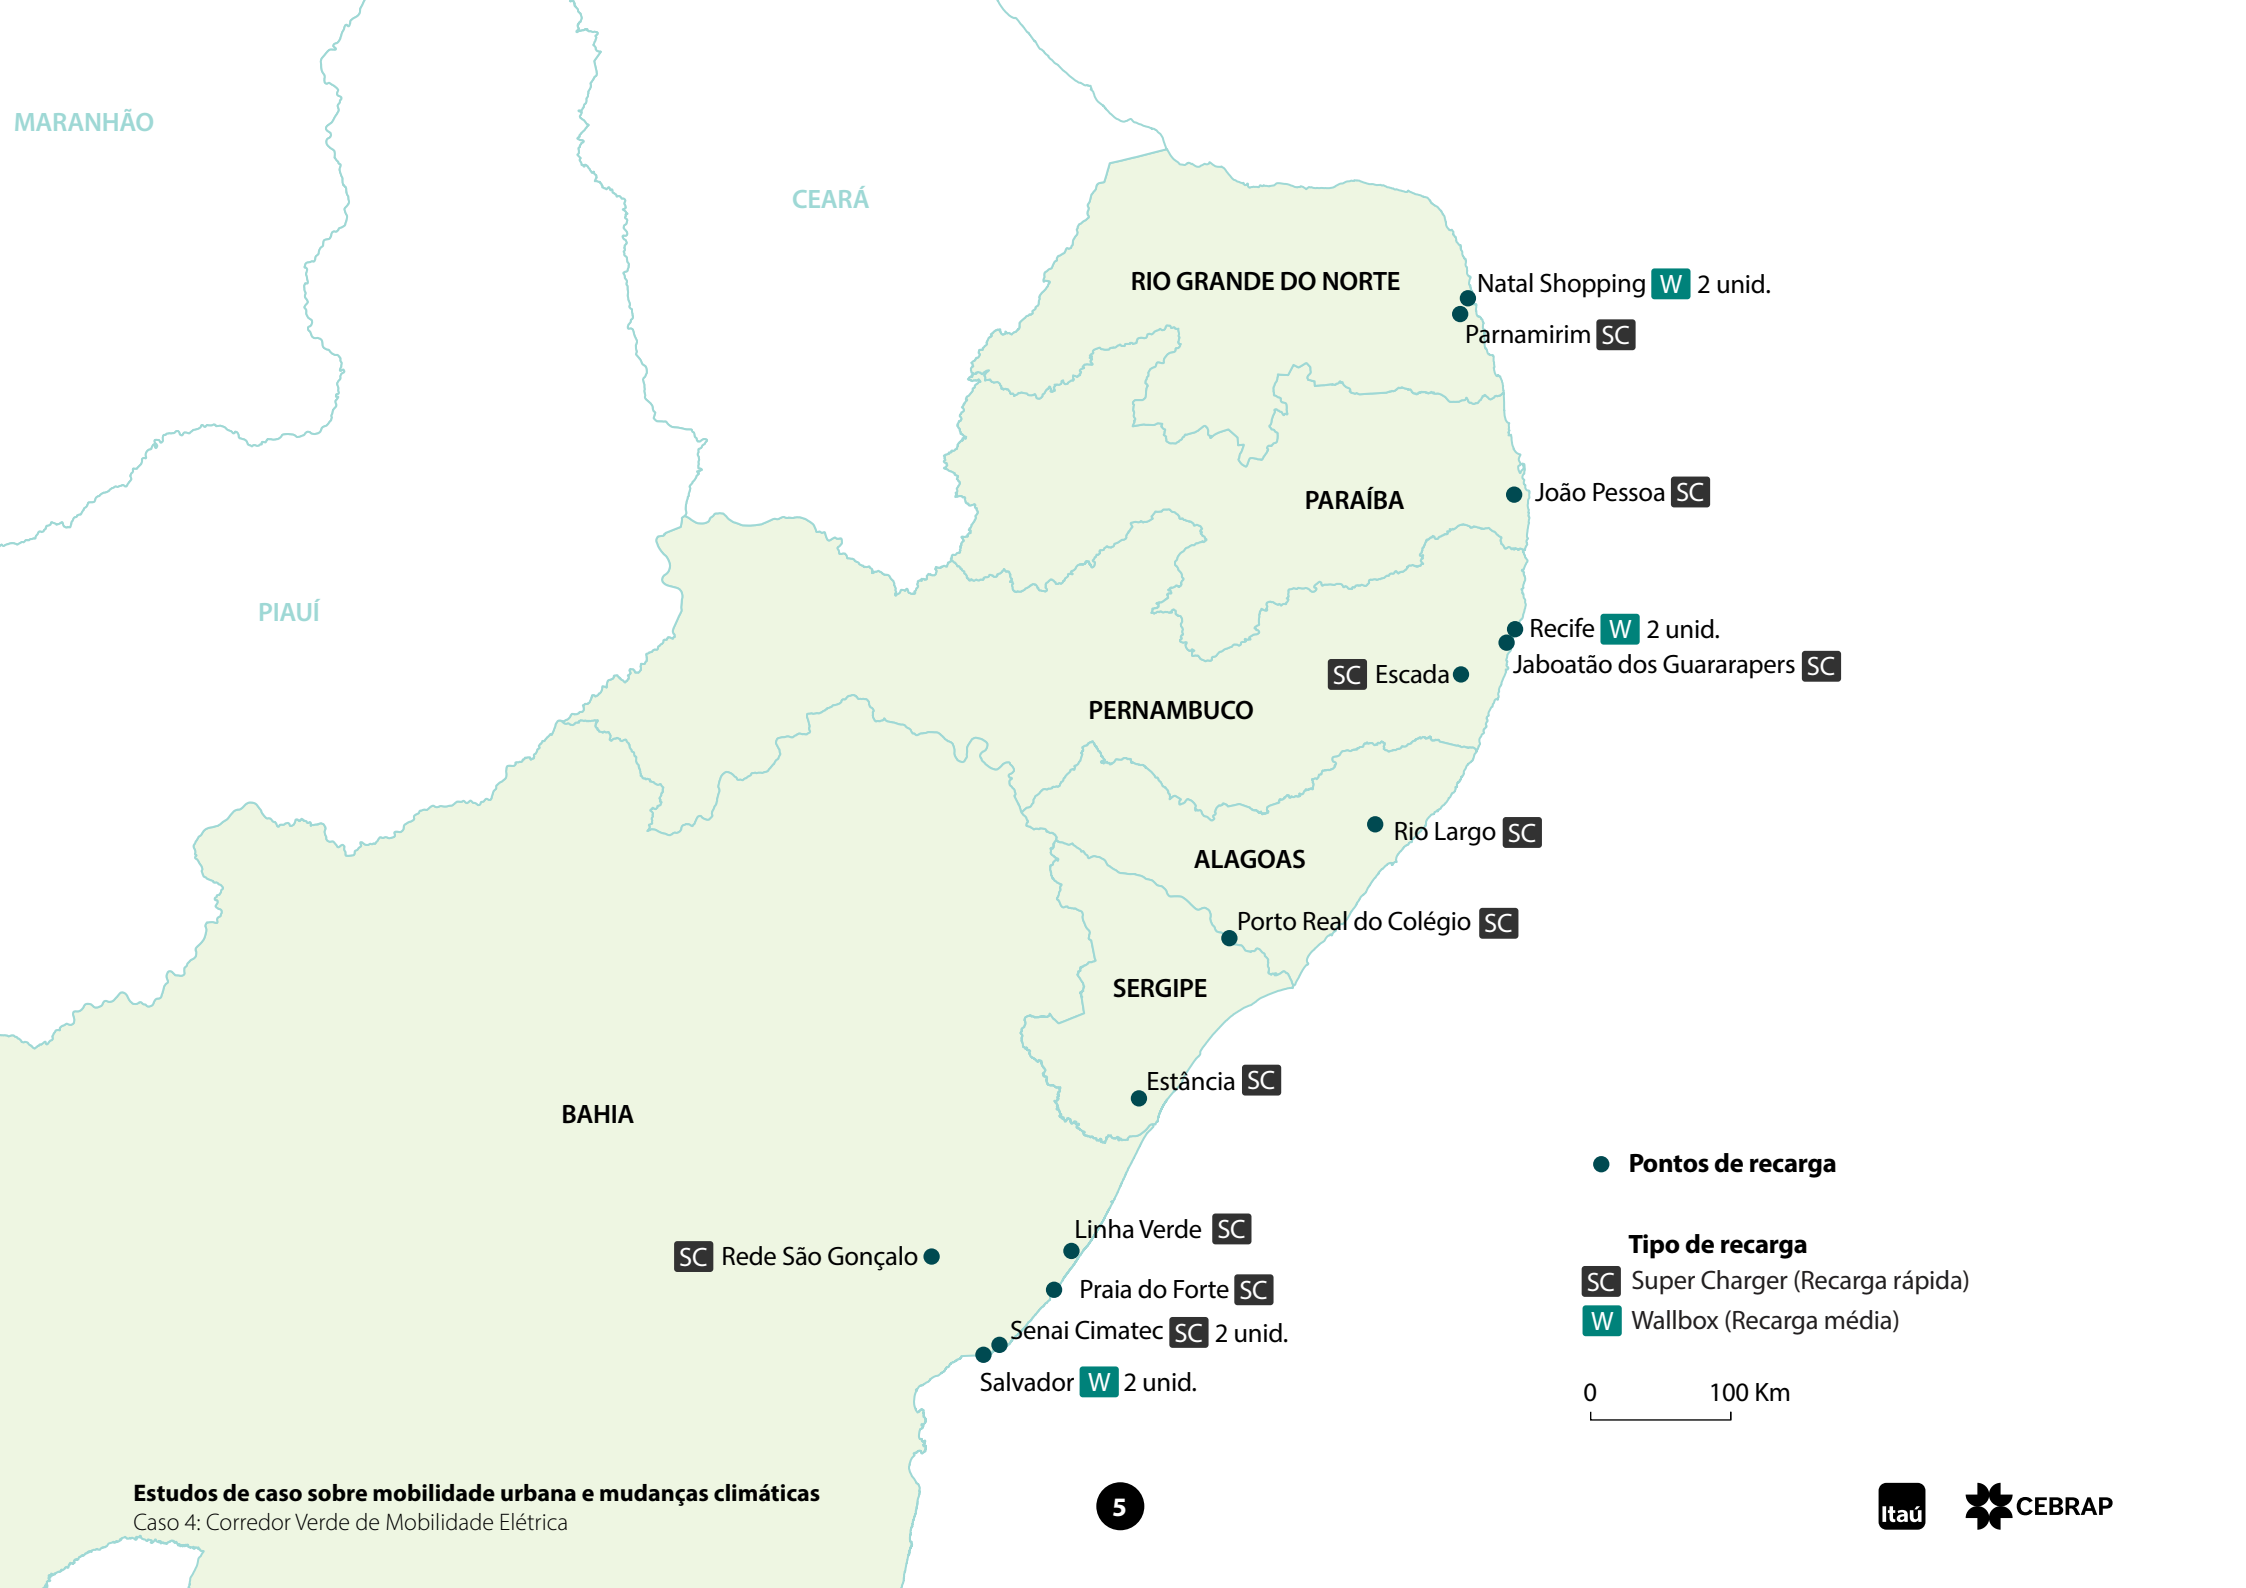 MARANHÃO
CEARÁ
RIO GRANDE DO NORTE
Natal Shopping W 2 unid.
Parnamirim SC
PARAÍBA
João Pessoa SC
PIAUÍ
Recife W 2 unid.
Jaboatão dos Guararapers SC
SC Escada
PERNAMBUCO
Rio Largo SC
ALAGOAS
Porto Real do Colégio SC
SERGIPE
Estância SC
BAHIA
Linha Verde SC
SC Rede São Gonçalo
Praia do Forte SC
Senai Cimatec SC 2 unid.
Salvador W 2 unid.
Pontos de recarga
Tipo de recarga
SC Super Charger (Recarga rápida)
W Wallbox (Recarga média)
0 100 Km
Estudos de caso sobre mobilidade urbana e mudanças climáticas
Caso 4: Corredor Verde de Mobilidade Elétrica
5
Itaú
CEBRAP